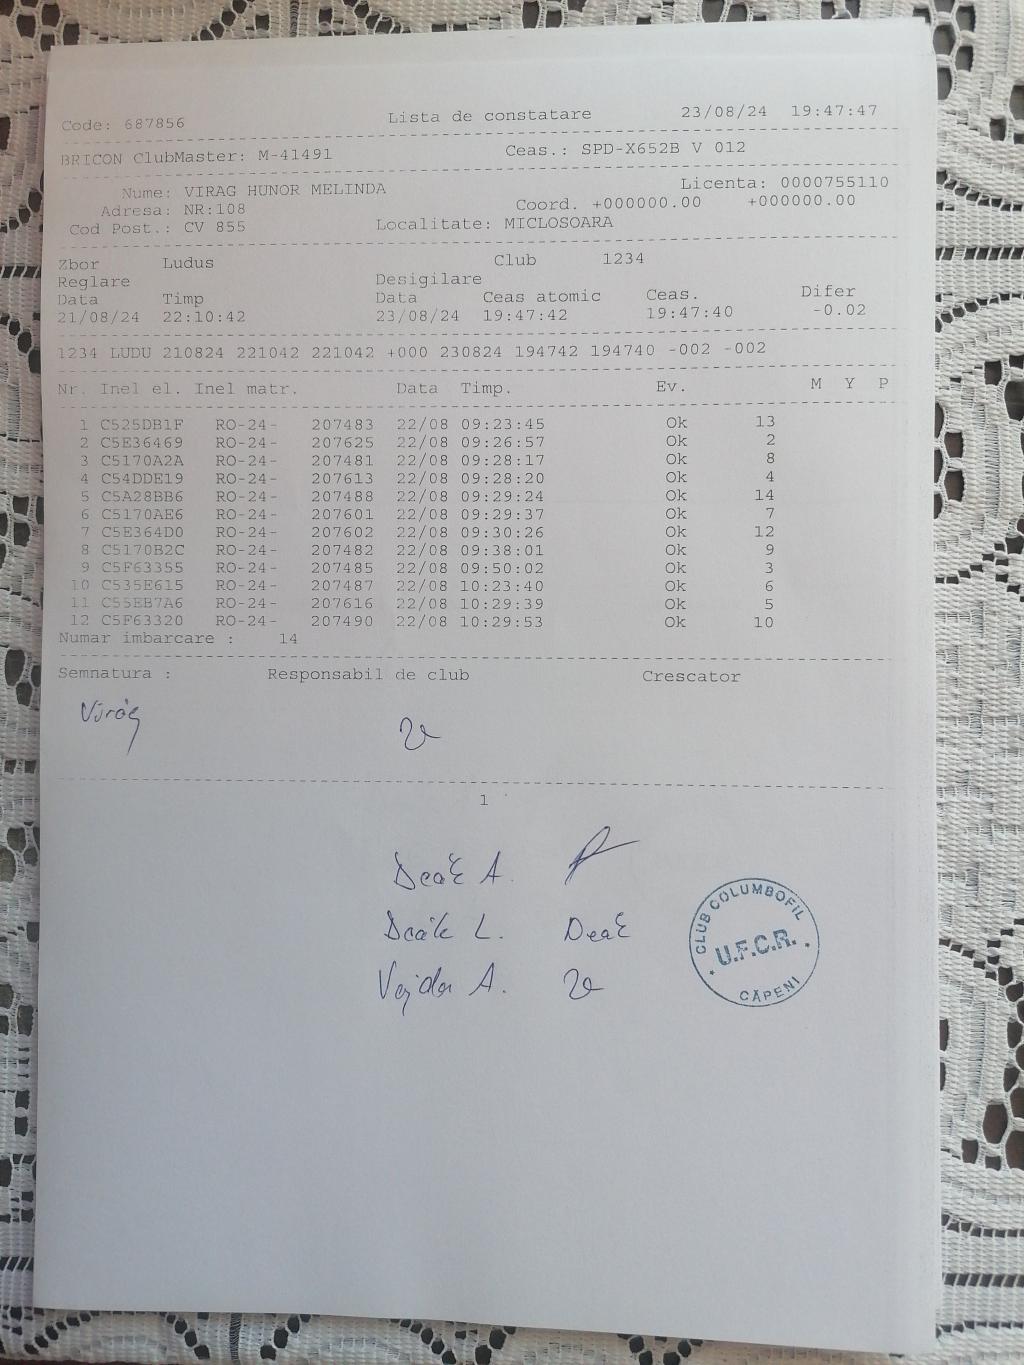 Code: 687856 Lista de constatare 23/08/24 19:47:47
BRICON ClubMaster: M-41491 Ceas.: SPD-X652B V 012
Nume: VIRAG HUNOR MELINDA Licenta: 0000755110
Adresa: NR:108 Coord. +000000.00 +000000.00
Cod Post.: CV 855 Localitate: MICLOSOARA
Zbor Ludus Club 1234
Reglare Desigilare
Data Timp Data Ceas atomic Ceas. Difer
21/08/24 22:10:42 23/08/24 19:47:42 19:47:40 -0.02
1234 LUDU 210824 221042 221042 +000 230824 194742 194740 -002 -002
Nr. Inel el. Inel matr. Data Timp. Ev. M Y P
1 C525DB1F RO-24- 207483 22/08 09:23:45 Ok 13
2 C5E36469 RO-24- 207625 22/08 09:26:57 Ok 2
3 C5170A2A RO-24- 207481 22/08 09:28:17 Ok 8
4 C54DDE19 RO-24- 207613 22/08 09:28:20 Ok 4
5 C5A28BB6 RO-24- 207488 22/08 09:29:24 Ok 14
6 C5170AE6 RO-24- 207601 22/08 09:29:37 Ok 7
7 C5E364D0 RO-24- 207602 22/08 09:30:26 Ok 12
8 C5170B2C RO-24- 207482 22/08 09:38:01 Ok 9
9 C5F63355 RO-24- 207485 22/08 09:50:02 Ok 3
10 C535E615 RO-24- 207487 22/08 10:23:40 Ok 6
11 C55EB7A6 RO-24- 207616 22/08 10:29:39 Ok 5
12 C5F63320 RO-24- 207490 22/08 10:29:53 Ok 10
Numar imbarcare : 14
Semnatura : Responsabil de club Crescator
Virág
1
Deák A.
Deák L. Deák
Vajda A.
CLUB COLUMBOFIL
U.F.C.R.
CĂPENI